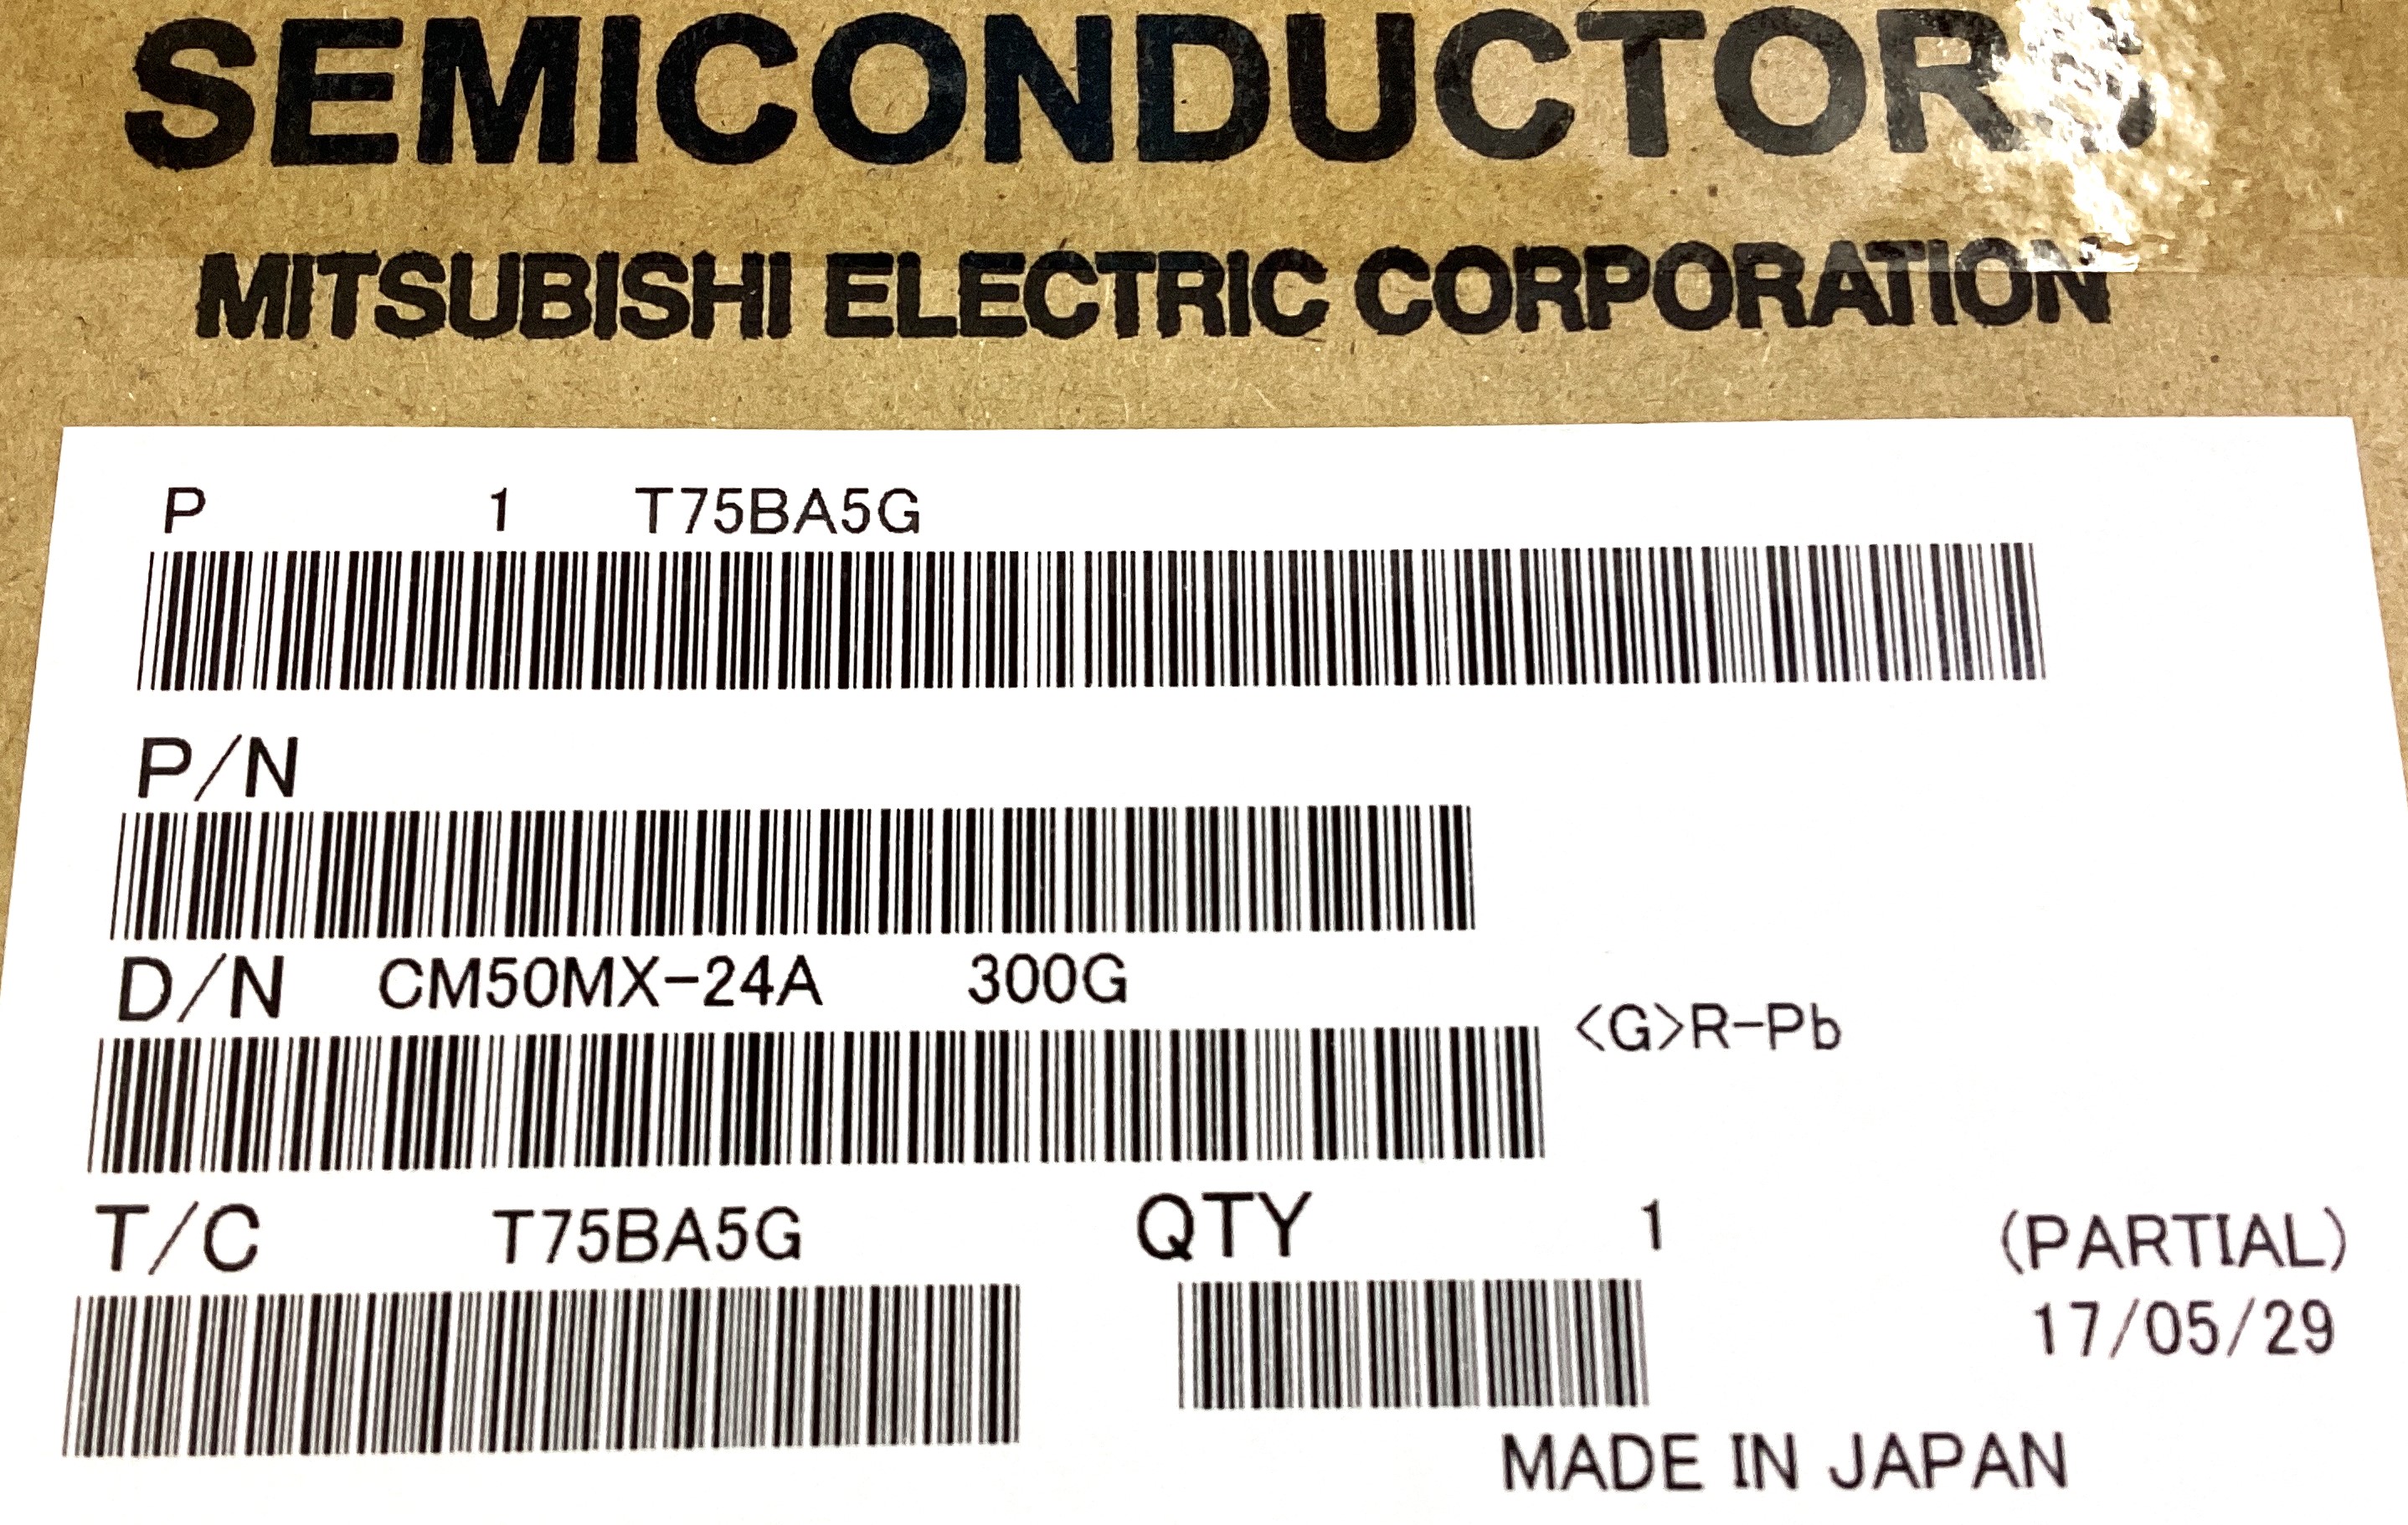 SEMICONDUCTORS
MITSUBISHI ELECTRIC CORPORATION
P 1 T75BA5G
P/N
D/N CM50MX-24A 300G
<G>R-Pb
T/C T75BA5G QTY 1 (PARTIAL)
17/05/29
MADE IN JAPAN